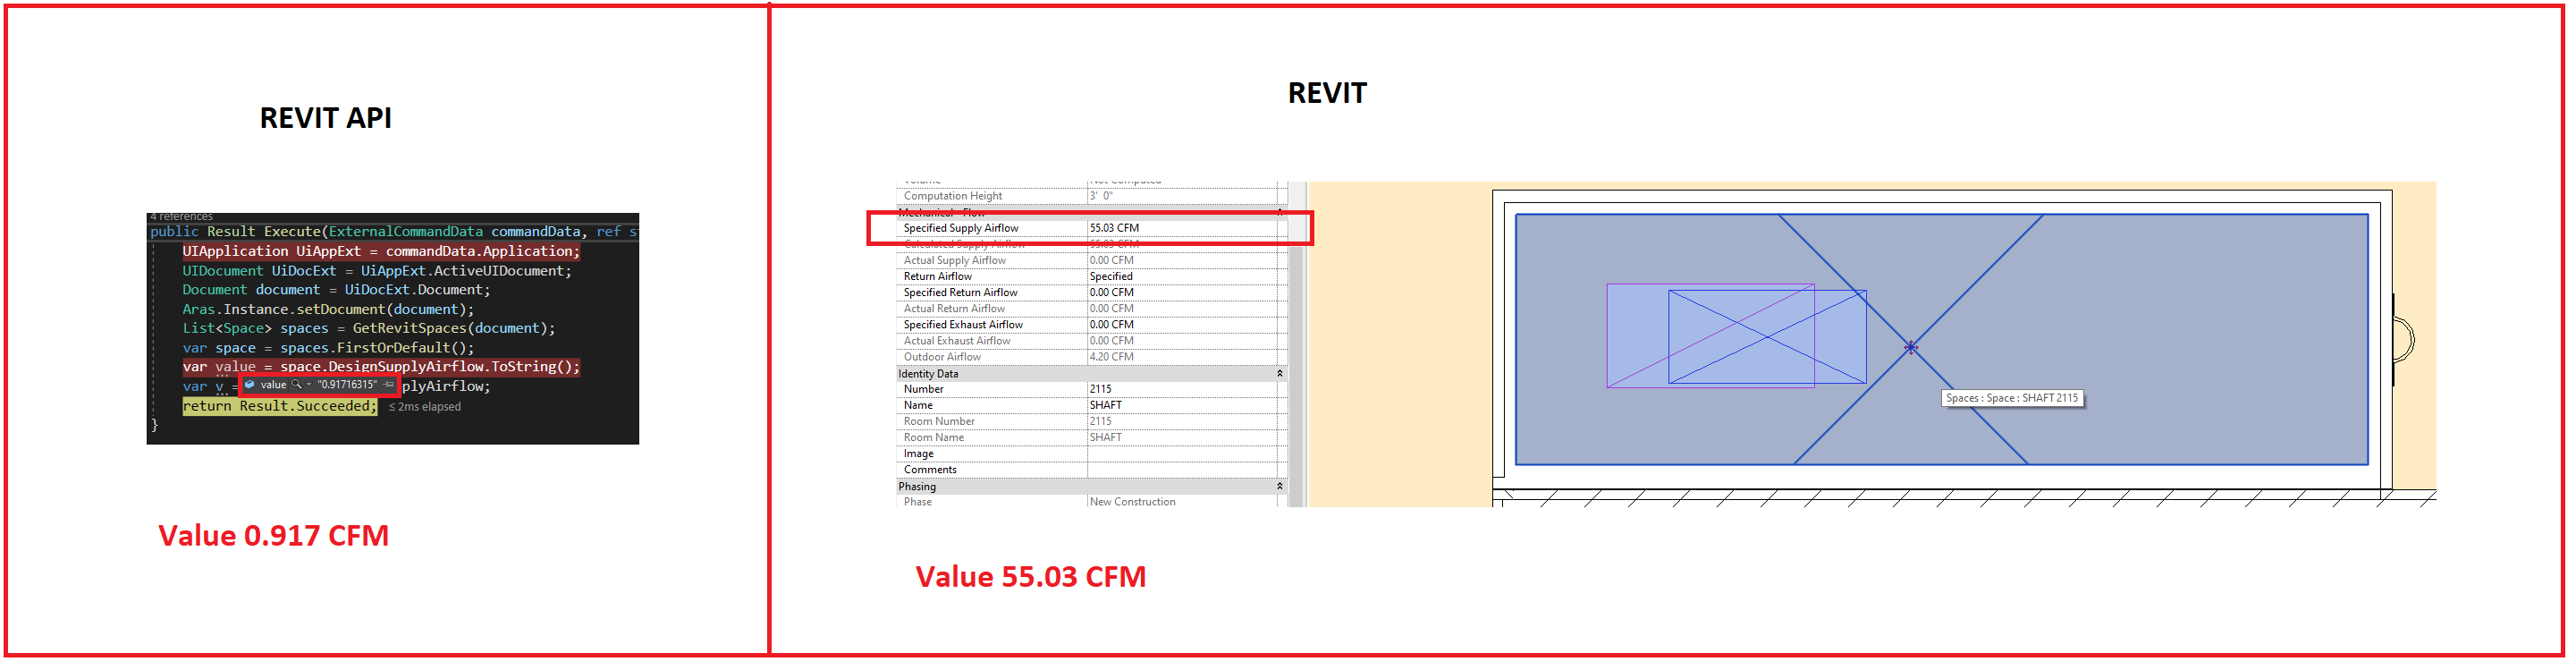 REVIT API
4 references
public Result Execute(ExternalCommandData commandData, ref st
UIApplication UiAppExt = commandData.Application;
UIDocument UiDocExt = UiAppExt.ActiveUIDocument;
Document document = UiDocExt.Document;
Aras.Instance.setDocument(document);
List<Space> spaces = GetRevitSpaces(document);
var space = spaces.FirstOrDefault();
var value = space.DesignSupplyAirflow.ToString();
var v = value "0.91716315" plyAirflow;
return Result.Succeeded; ≤ 2ms elapsed
}
Value 0.917 CFM
REVIT
Volume Not Computed
Computation Height 3' 0"
Mechanical - Flow
Specified Supply Airflow 55.03 CFM
Calculated Supply Airflow 55.03 CFM
Actual Supply Airflow 0.00 CFM
Return Airflow Specified
Specified Return Airflow 0.00 CFM
Actual Return Airflow 0.00 CFM
Specified Exhaust Airflow 0.00 CFM
Actual Exhaust Airflow 0.00 CFM
Outdoor Airflow 4.20 CFM
Identity Data
Number 2115
Name SHAFT
Room Number 2115
Room Name SHAFT
Image
Comments
Phasing
Phase New Construction
Spaces : Space : SHAFT 2115
Value 55.03 CFM